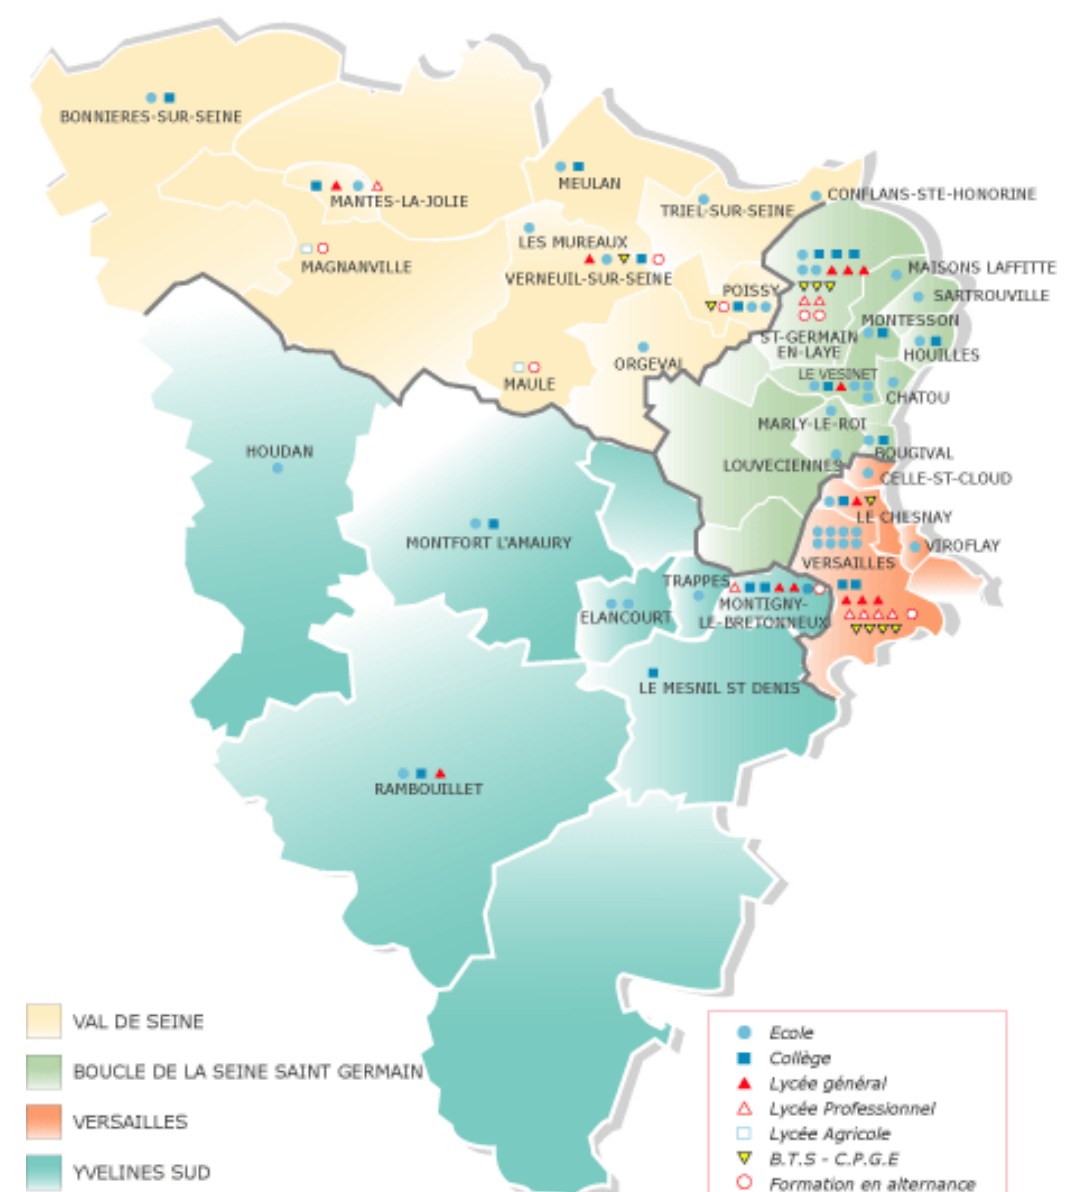 BONNIERES-SUR-SEINE
MEULAN
MANTES-LA-JOLIE
TRIEL-SUR-SEINE
CONFLANS-STE-HONORINE
LES MUREAUX
MAGNANVILLE
VERNEUIL-SUR-SEINE
MAISONS LAFFITTE
POISSY
SARTROUVILLE
MONTESSON
ST-GERMAIN
EN-LAYE
HOUILLES
ORGEVAL
LE VESINET
MAULE
CHATOU
MARLY-LE-ROI
HOUDAN
BOUGIVAL
LOUVECIENNES
CELLE-ST-CLOUD
LE CHESNAY
MONTFORT L'AMAURY
VIROFLAY
VERSAILLES
TRAPPES
MONTIGNY-
LE-BRETONNEUX
ELANCOURT
LE MESNIL ST DENIS
RAMBOUILLET
VAL DE SEINE
BOUCLE DE LA SEINE SAINT GERMAIN
VERSAILLES
YVELINES SUD
Ecole
Collège
Lycée général
Lycée Professionnel
Lycée Agricole
B.T.S - C.P.G.E
Formation en alternance